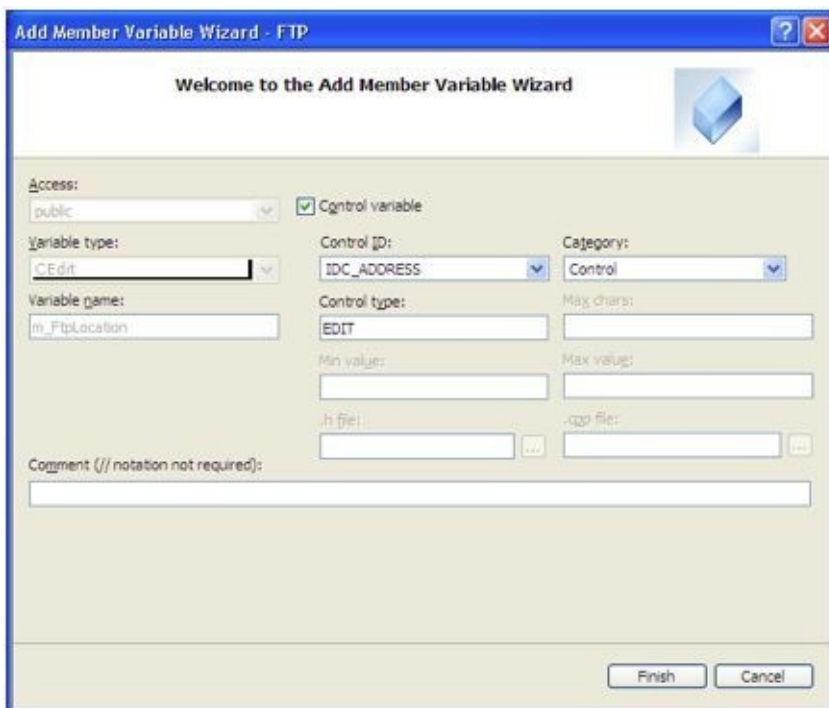 Add Member Variable Wizard - FTP
Welcome to the Add Member Variable Wizard
Access:
public
Control variable
Variable type:
Control ID:
Category:
CEdit
IDC_ADDRESS
Control
Variable name:
Control type:
Max chars:
m_FtpLocation
EDIT
Min value:
Max value:
.h file:
.cpp file:
...
...
Comment (// notation not required):
Finish
Cancel